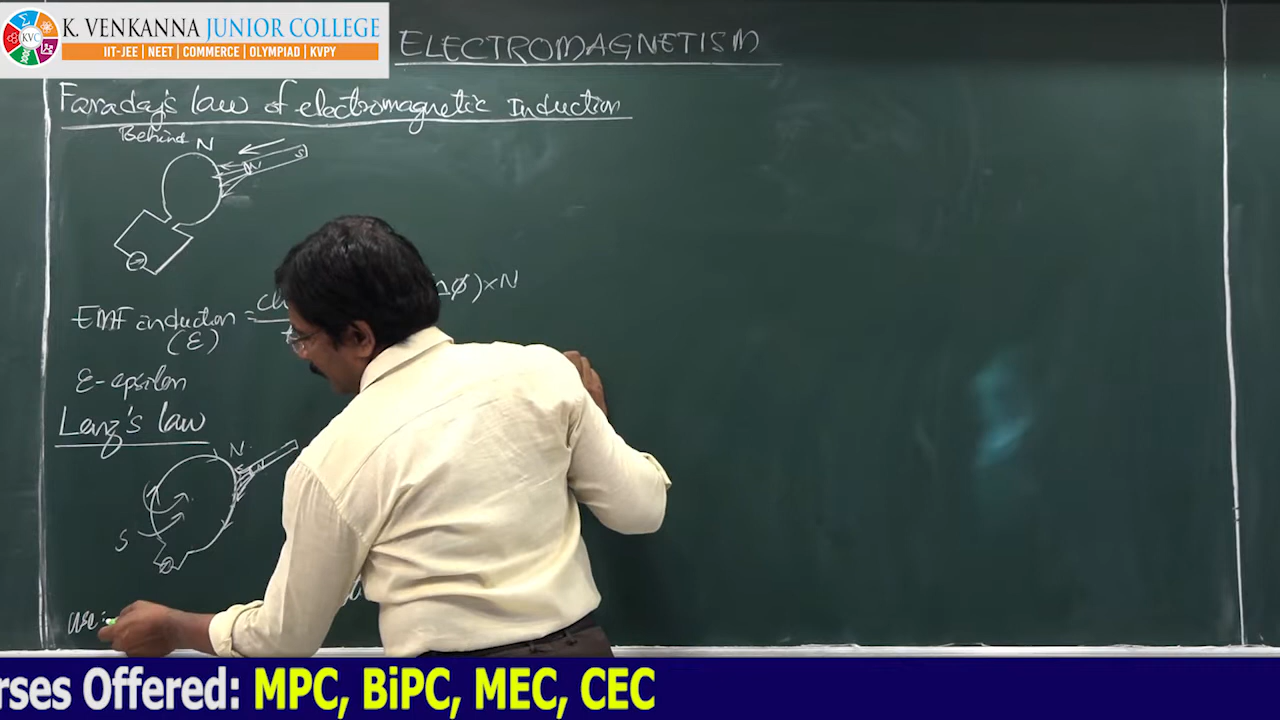 K. VENKANNA JUNIOR COLLEGE
KVC
IIT-JEE | NEET | COMMERCE | OLYMPIAD | KVPY
ELECTROMAGNETISM
Faraday's law of electromagnetic Induction
Behind N
S
N
EMF induction =
ϕ)×N
(ε)
ε-epsilon
Lenz's law
N
S
use:
rses Offered: MPC, BiPC, MEC, CEC